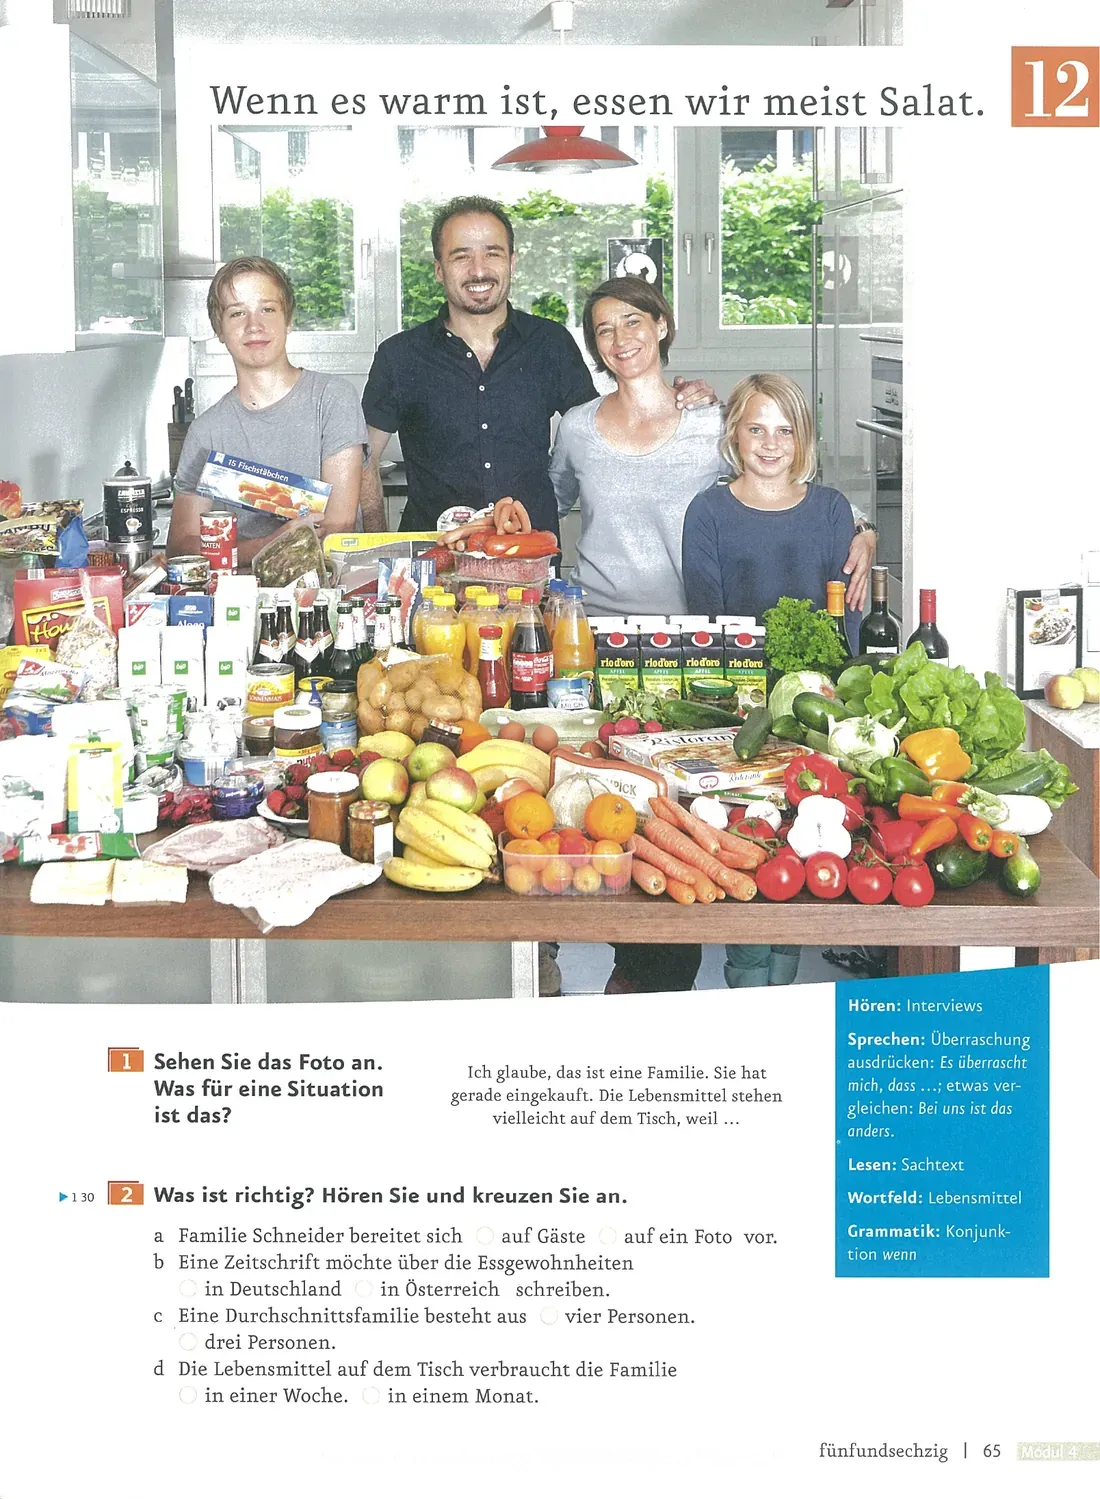 Wenn es warm ist, essen wir meist Salat.
12
15 Fischstäbchen
ESPRESSO
rio d'oro rio d'oro rio d'oro rio d'oro
APFEL
MILCH
Ristorante
1 Sehen Sie das Foto an.
Was für eine Situation
ist das?
Ich glaube, das ist eine Familie. Sie hat
gerade eingekauft. Die Lebensmittel stehen
vielleicht auf dem Tisch, weil ...
1 30 2 Was ist richtig? Hören Sie und kreuzen Sie an.
a Familie Schneider bereitet sich auf Gäste auf ein Foto vor.
b Eine Zeitschrift möchte über die Essgewohnheiten
in Deutschland in Österreich schreiben.
c Eine Durchschnittsfamilie besteht aus vier Personen.
drei Personen.
d Die Lebensmittel auf dem Tisch verbraucht die Familie
in einer Woche. in einem Monat.
Hören: Interviews
Sprechen: Überraschung
ausdrücken: Es überrascht
mich, dass ...; etwas ver-
gleichen: Bei uns ist das
anders.
Lesen: Sachtext
Wortfeld: Lebensmittel
Grammatik: Konjunk-
tion wenn
fünfundsechzig | 65 Modul 4